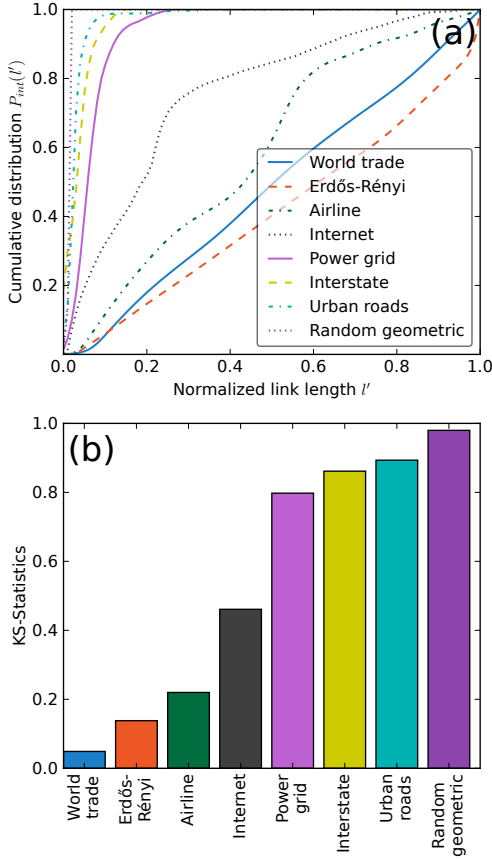 (a)
Cumulative distribution P_int(l′)
1.0
0.8
0.6
0.4
0.2
World trade
Erdős-Rényi
Airline
Internet
Power grid
Interstate
Urban roads
Random geometric
0.0 0.2 0.4 0.6 0.8 1.0
Normalized link length l′
(b)
KS-Statistics
1.0
0.8
0.6
0.4
0.2
0.0
World
trade
Erdős-
Rényi
Airline
Internet
Power
grid
Interstate
Urban
roads
Random
geometric